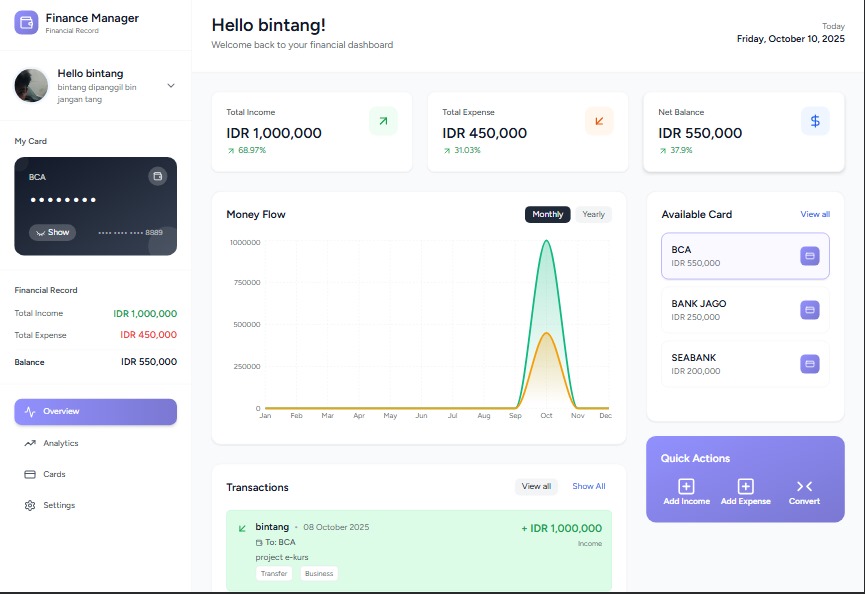 Finance Manager
Financial Record
Hello bintang
bintang dipanggil bin
jangan tang
My Card
BCA
••••••••
Show
•••• •••• •••• 8889
Financial Record
Total Income IDR 1,000,000
Total Expense IDR 450,000
Balance IDR 550,000
Overview
Analytics
Cards
Settings
Hello bintang!
Welcome back to your financial dashboard
Today
Friday, October 10, 2025
Total Income
IDR 1,000,000
68.97%
Total Expense
IDR 450,000
31.03%
Net Balance
IDR 550,000
37.9%
Money Flow
Monthly Yearly
1000000
750000
500000
250000
0
Jan Feb Mar Apr May Jun Jul Aug Sep Oct Nov Dec
Available Card View all
BCA
IDR 550,000
BANK JAGO
IDR 250,000
SEABANK
IDR 200,000
Quick Actions
Add Income Add Expense Convert
Transactions View all Show All
bintang • 08 October 2025 + IDR 1,000,000
To: BCA Income
project e-kurs
Transfer Business